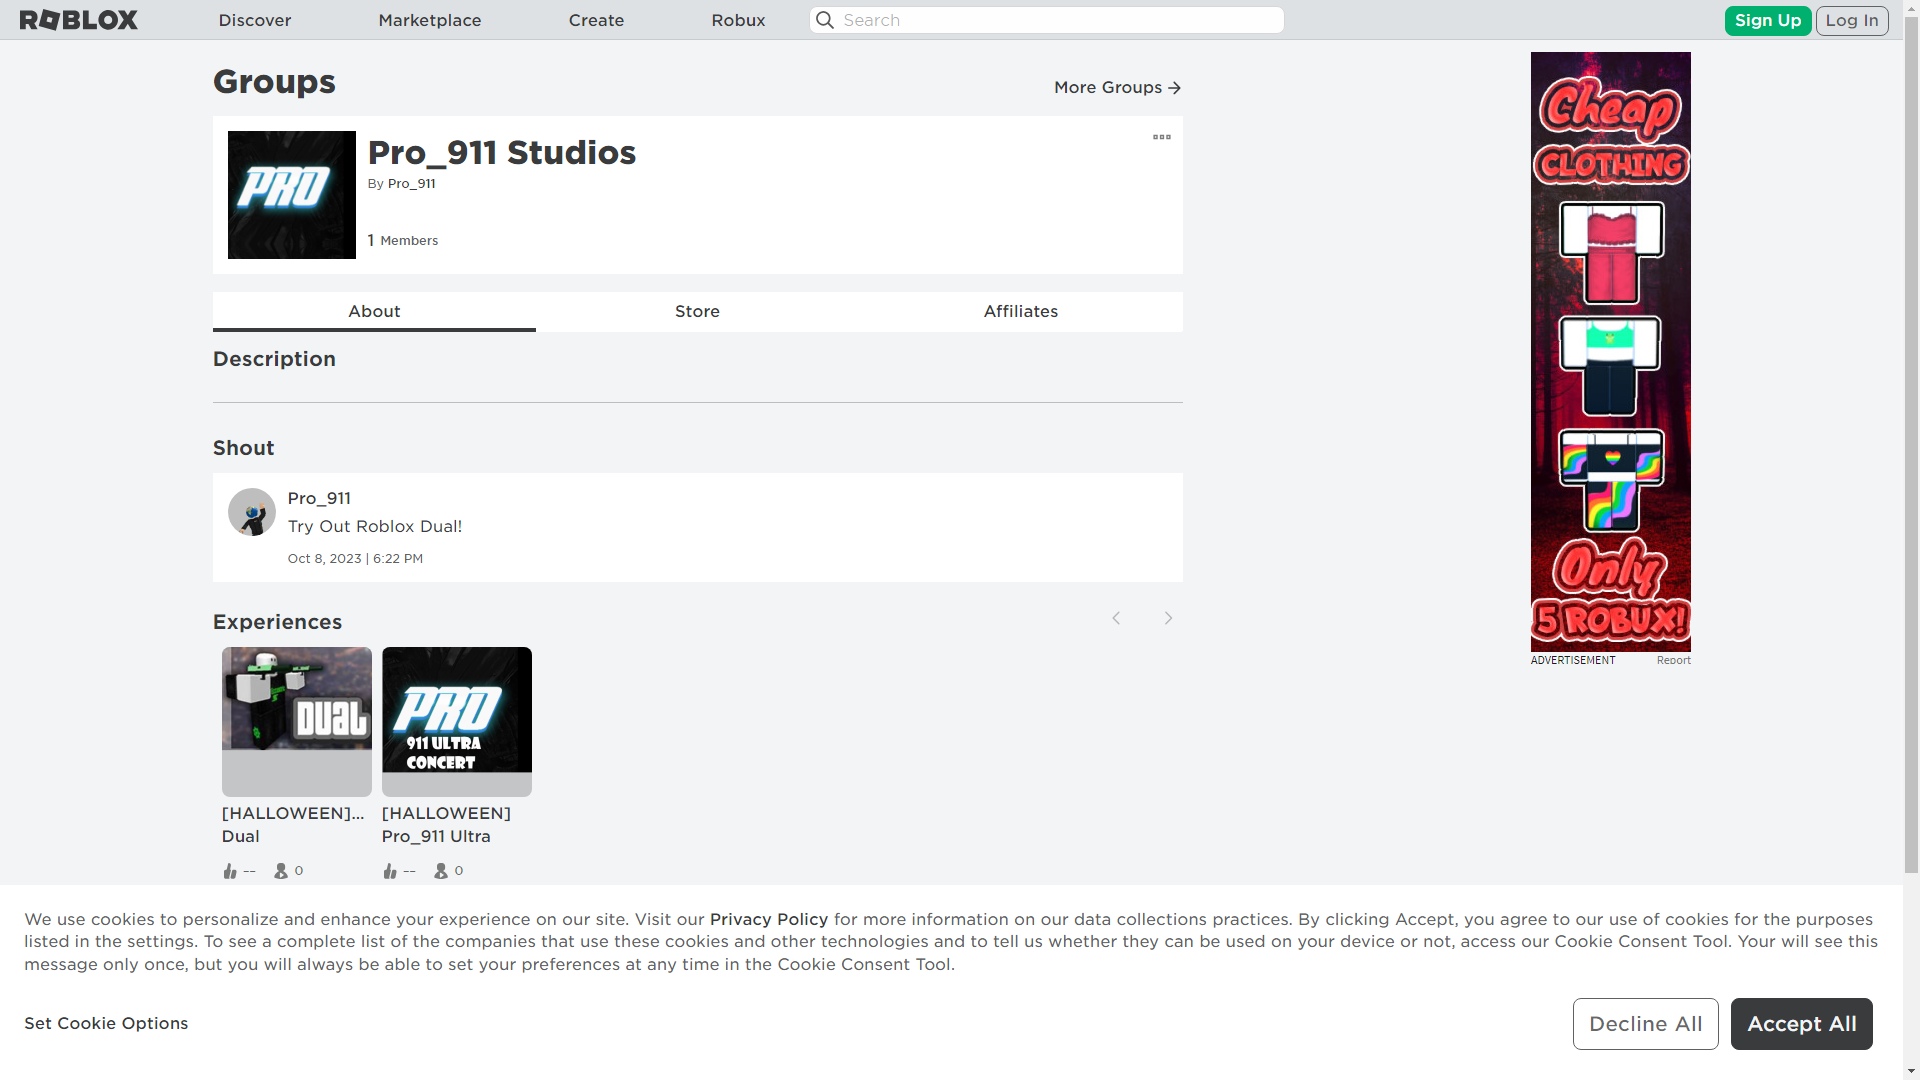 ROBLOX
Discover
Marketplace
Create
Robux
Search
Sign Up
Log In
Groups
More Groups
PRO
Pro_911 Studios
By Pro_911
1 Members
About
Store
Affiliates
Description
Shout
Pro_911
Try Out Roblox Dual!
Oct 8, 2023 | 6:22 PM
Experiences
DUAL
[HALLOWEEN]...
Dual
--
0
PRO
911 ULTRA
CONCERT
[HALLOWEEN]
Pro_911 Ultra
--
0
Cheap
CLOTHING
Only
5 ROBUX!
ADVERTISEMENT
Report
We use cookies to personalize and enhance your experience on our site. Visit our Privacy Policy for more information on our data collections practices. By clicking Accept, you agree to our use of cookies for the purposes
listed in the settings. To see a complete list of the companies that use these cookies and other technologies and to tell us whether they can be used on your device or not, access our Cookie Consent Tool. Your will see this
message only once, but you will always be able to set your preferences at any time in the Cookie Consent Tool.
Set Cookie Options
Decline All
Accept All